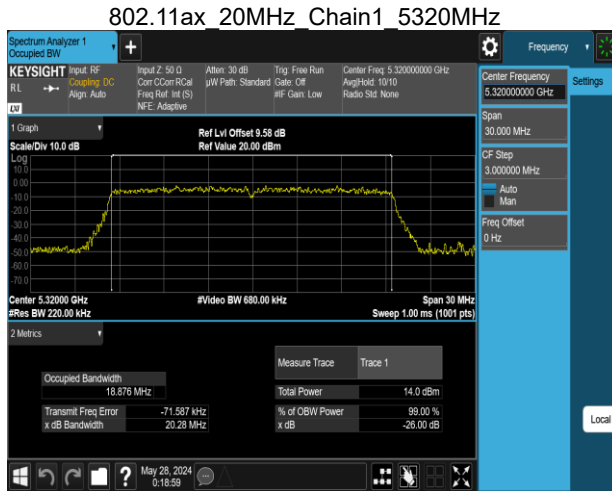 802.11ax_20MHz_Chain1_5320MHz
Spectrum Analyzer 1
Occupied BW
+
Frequency
KEYSIGHT
RL
LXI
Input: RF
Coupling: DC
Align: Auto
Input Z: 50 Ω
Corr CCorr RCal
Freq Ref: Int (S)
NFE: Adaptive
Atten: 30 dB
µW Path: Standard
Trig: Free Run
Gate: Off
#IF Gain: Low
Center Freq: 5.320000000 GHz
Avg|Hold: 10/10
Radio Std: None
Center Frequency
5.320000000 GHz
Settings
Span
30.000 MHz
CF Step
3.000000 MHz
Auto
Man
Freq Offset
0 Hz
Local
1 Graph
Scale/Div 10.0 dB
Ref Lvl Offset 9.58 dB
Ref Value 20.00 dBm
Log
10.0
0.00
-10.0
-20.0
-30.0
-40.0
-50.0
-60.0
-70.0
Center 5.32000 GHz
#Video BW 680.00 kHz
Span 30 MHz
#Res BW 220.00 kHz
Sweep 1.00 ms (1001 pts)
2 Metrics
Measure Trace
Trace 1
Occupied Bandwidth
18.876 MHz
Total Power
14.0 dBm
Transmit Freq Error
-71.587 kHz
% of OBW Power
99.00 %
x dB Bandwidth
20.28 MHz
x dB
-26.00 dB
?
May 28, 2024
0:18:59